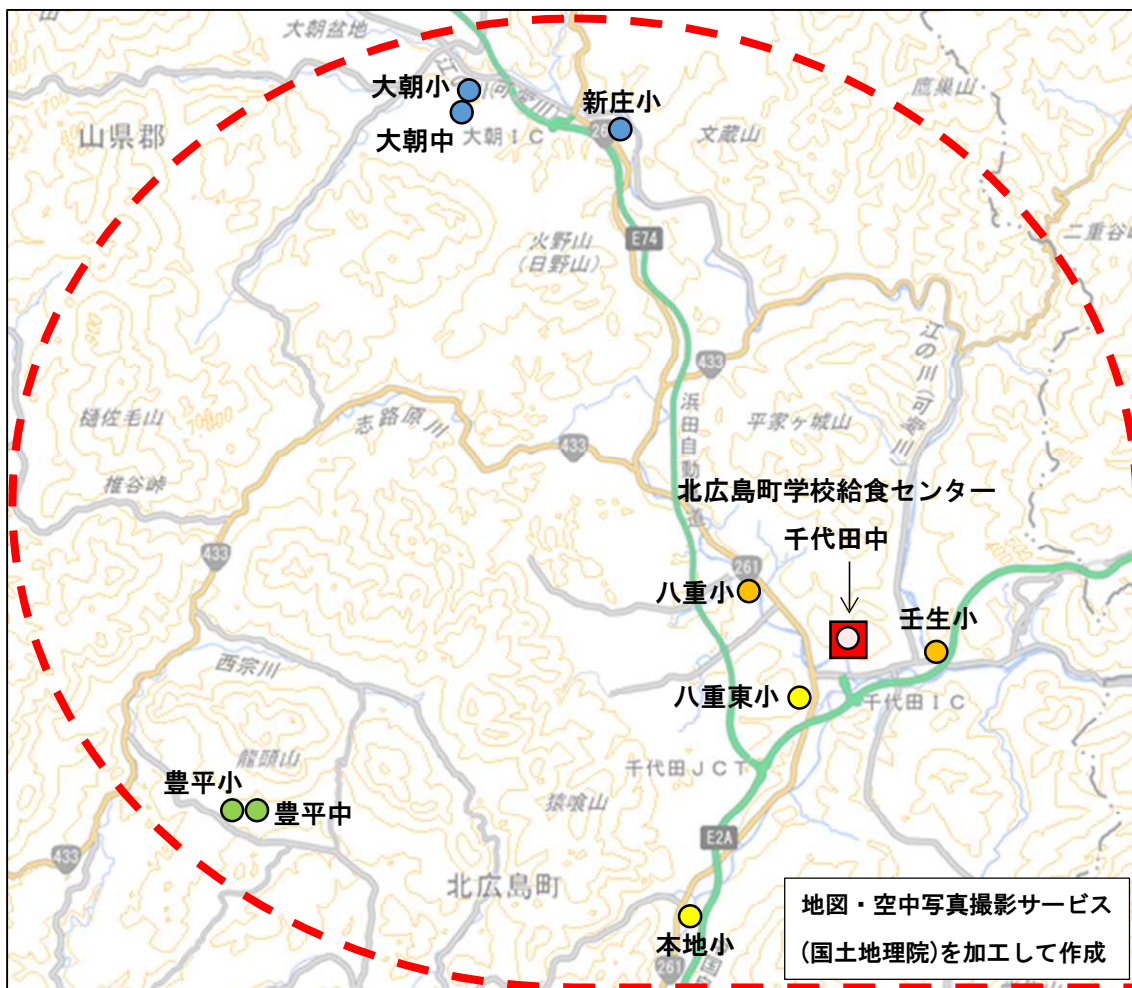 山
大朝盆地
江の川(可愛川)
大朝小
新庄小
鷹巣山
山県郡
大朝中
大朝IC
文蔵山
火野山
(日野山)
E74
二重谷山
433
江の川(可愛川)
樋佐毛山
志路原川
浜田自動車道
平家ヶ城山
433
椎谷峠
北広島町学校給食センター
千代田中
433
261
八重小
壬生小
西宗川
八重東小
千代田IC
龍頭山
千代田JCT
豊平小
豊平中
猿喰山
E2A
433
北広島町
本地小
261
地図・空中写真撮影サービス
(国土地理院)を加工して作成